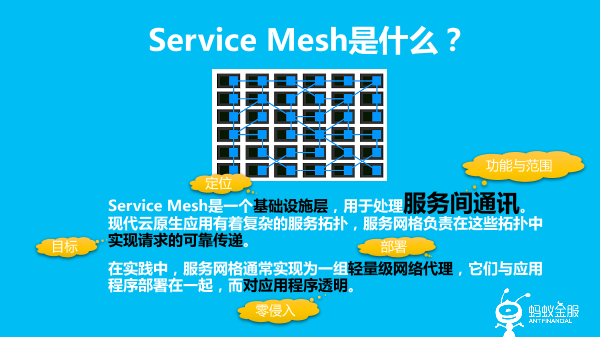 Service Mesh是什么？
定位
功能与范围
Service Mesh是一个基础设施层，用于处理服务间通讯。
现代云原生应用有着复杂的服务拓扑，服务网格负责在这些拓扑中
实现请求的可靠传递。
目标
部署
在实践中，服务网格通常实现为一组轻量级网络代理，它们与应用
程序部署在一起，而对应用程序透明。
零侵入
蚂蚁金服
ANT FINANCIAL